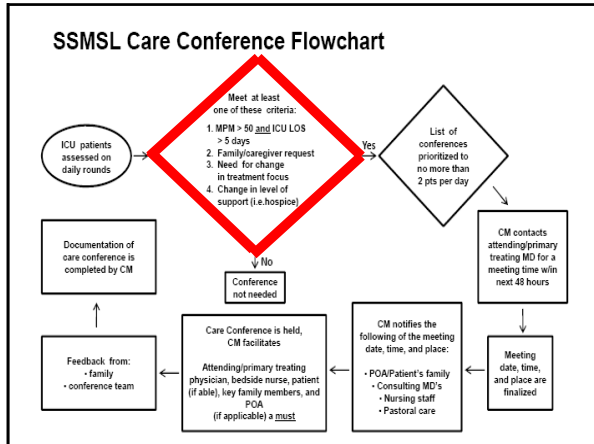 SSMSL Care Conference Flowchart
ICU patients
assessed on
daily rounds
Meet at least
one of these criteria:
1. MPM > 50 and ICU LOS
> 5 days
2. Family/caregiver request
3. Need for change
in treatment focus
4. Change in level of
support (i.e.hospice)
Yes
No
Conference
not needed
List of
conferences
prioritized to
no more than
2 pts per day
CM contacts
attending/primary
treating MD for a
meeting time w/in
next 48 hours
Meeting
date, time,
and place are
finalized
CM notifies the
following of the meeting
date, time, and place:
• POA/Patient's family
• Consulting MD's
• Nursing staff
• Pastoral care
Care Conference is held,
CM facilitates
Attending/primary treating
physician, bedside nurse, patient
(if able), key family members, and
POA
(if applicable) a must
Feedback from:
• family
• conference team
Documentation of
care conference is
completed by CM